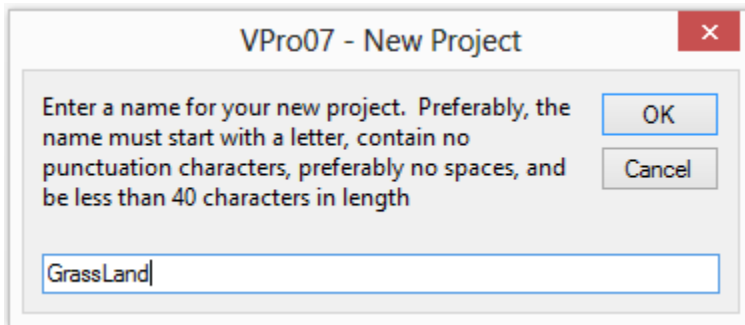 VPro07 - New Project
Enter a name for your new project.  Preferably, the
name must start with a letter, contain no
punctuation characters, preferably no spaces, and
be less than 40 characters in length
OK
Cancel
GrassLand